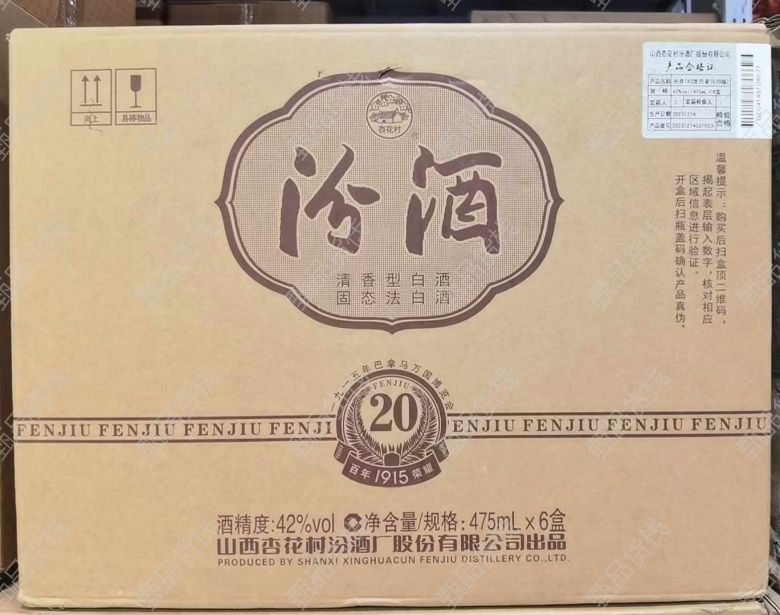 向上
易碎物品
山西杏花村汾酒厂股份有限公司
产品合格证
杏花村
®
汾酒
清香型白酒
固态法白酒
温馨提示:购买后扫盒顶二维码,
揭起表层输入数字,核对相应
区域信息进行验证。
开盒后扫瓶盖码确认产品真伪。
一九一五年巴拿马万国博览会
FENJIU
20
百年1915荣耀
FENJIU FENJIU FENJIU FENJI
ENJIU FENJIU FENJIU FENJIU
酒精度:42%vol 净含量/规格:475mL×6盒
山西杏花村汾酒厂股份有限公司出品
PRODUCED BY SHANXI XINGHUACUN FENJIU DISTILLERY CO.,LTD.
甄品货栈